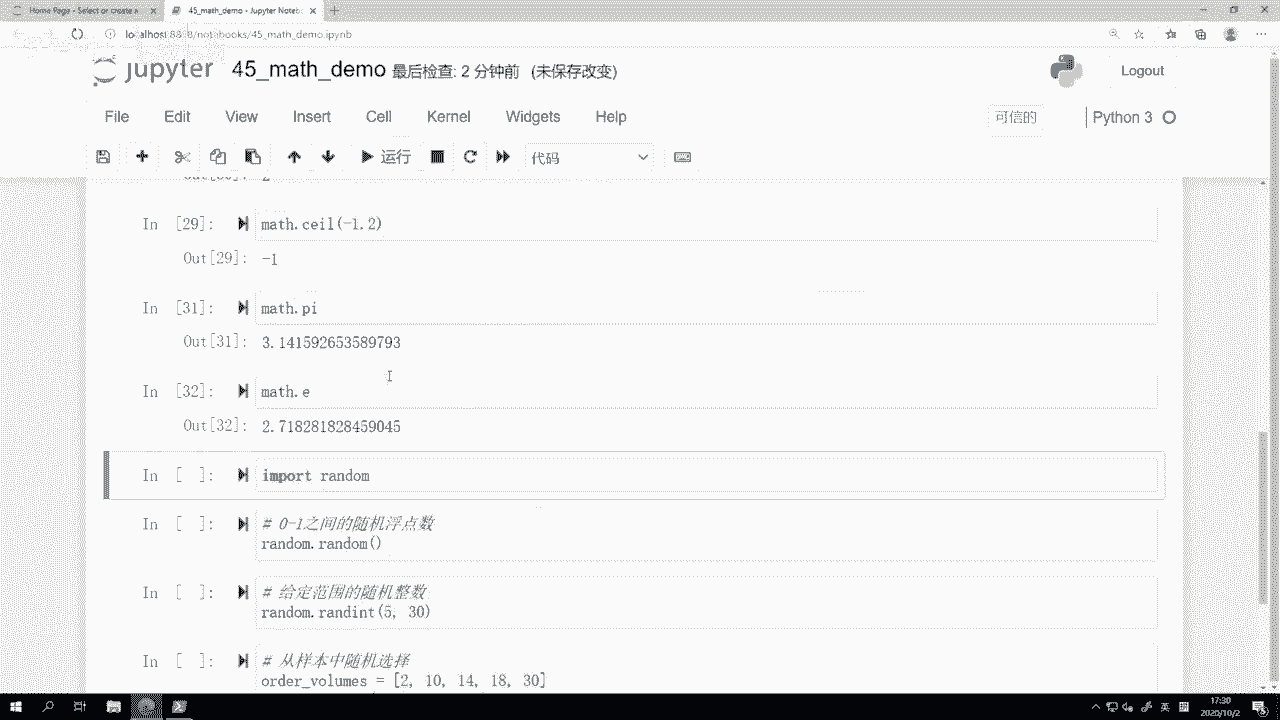 Home Page - Select or create a
45_math_demo - Jupyter Noteb
localhost:8888/notebooks/45_math_demo.ipynb
jupyter 45_math_demo 最后检查: 2 分钟前 (未保存改变)
Logout
File Edit View Insert Cell Kernel Widgets Help
可信的
Python 3
运行
代码
In [29]: math.ceil(-1.2)
Out[29]: -1
In [31]: math.pi
Out[31]: 3.141592653589793
In [32]: math.e
Out[32]: 2.718281828459045
In [ ]: import random
In [ ]: # 0-1之间的随机浮点数
random.random()
In [ ]: # 给定范围的随机整数
random.randint(5, 30)
In [ ]: # 从样本中随机选择
order_volumes = [2, 10, 14, 18, 30]
英
17:30
2020/10/2